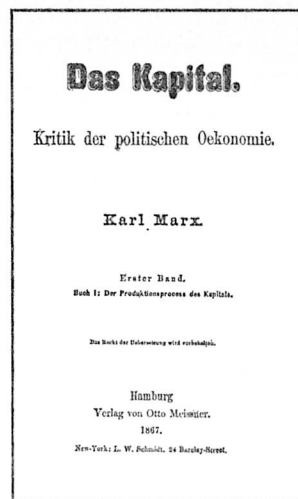 Das Kapital.
Kritik der politischen Oekonomie.
Karl Marx.
Erster Band.
Buch I: Der Produktionsprocess des Kapitals.
Das Recht der Uebersetzung wird vorbehalten.
Hamburg
Verlag von Otto Meissner.
1867.
New-York: L. W. Schmidt. 24 Barclay-Street.